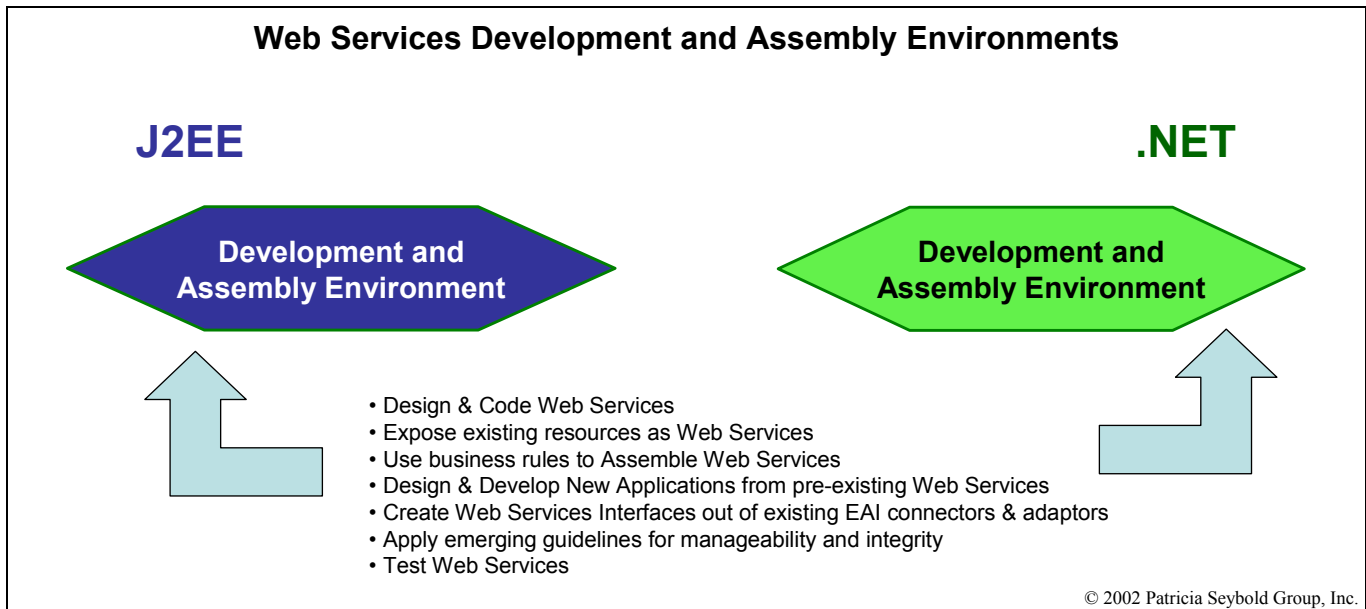 Web Services Development and Assembly Environments
J2EE
.NET
Development and
Assembly Environment
Development and
Assembly Environment
• Design & Code Web Services
• Expose existing resources as Web Services
• Use business rules to Assemble Web Services
• Design & Develop New Applications from pre-existing Web Services
• Create Web Services Interfaces out of existing EAI connectors & adaptors
• Apply emerging guidelines for manageability and integrity
• Test Web Services
© 2002 Patricia Seybold Group, Inc.